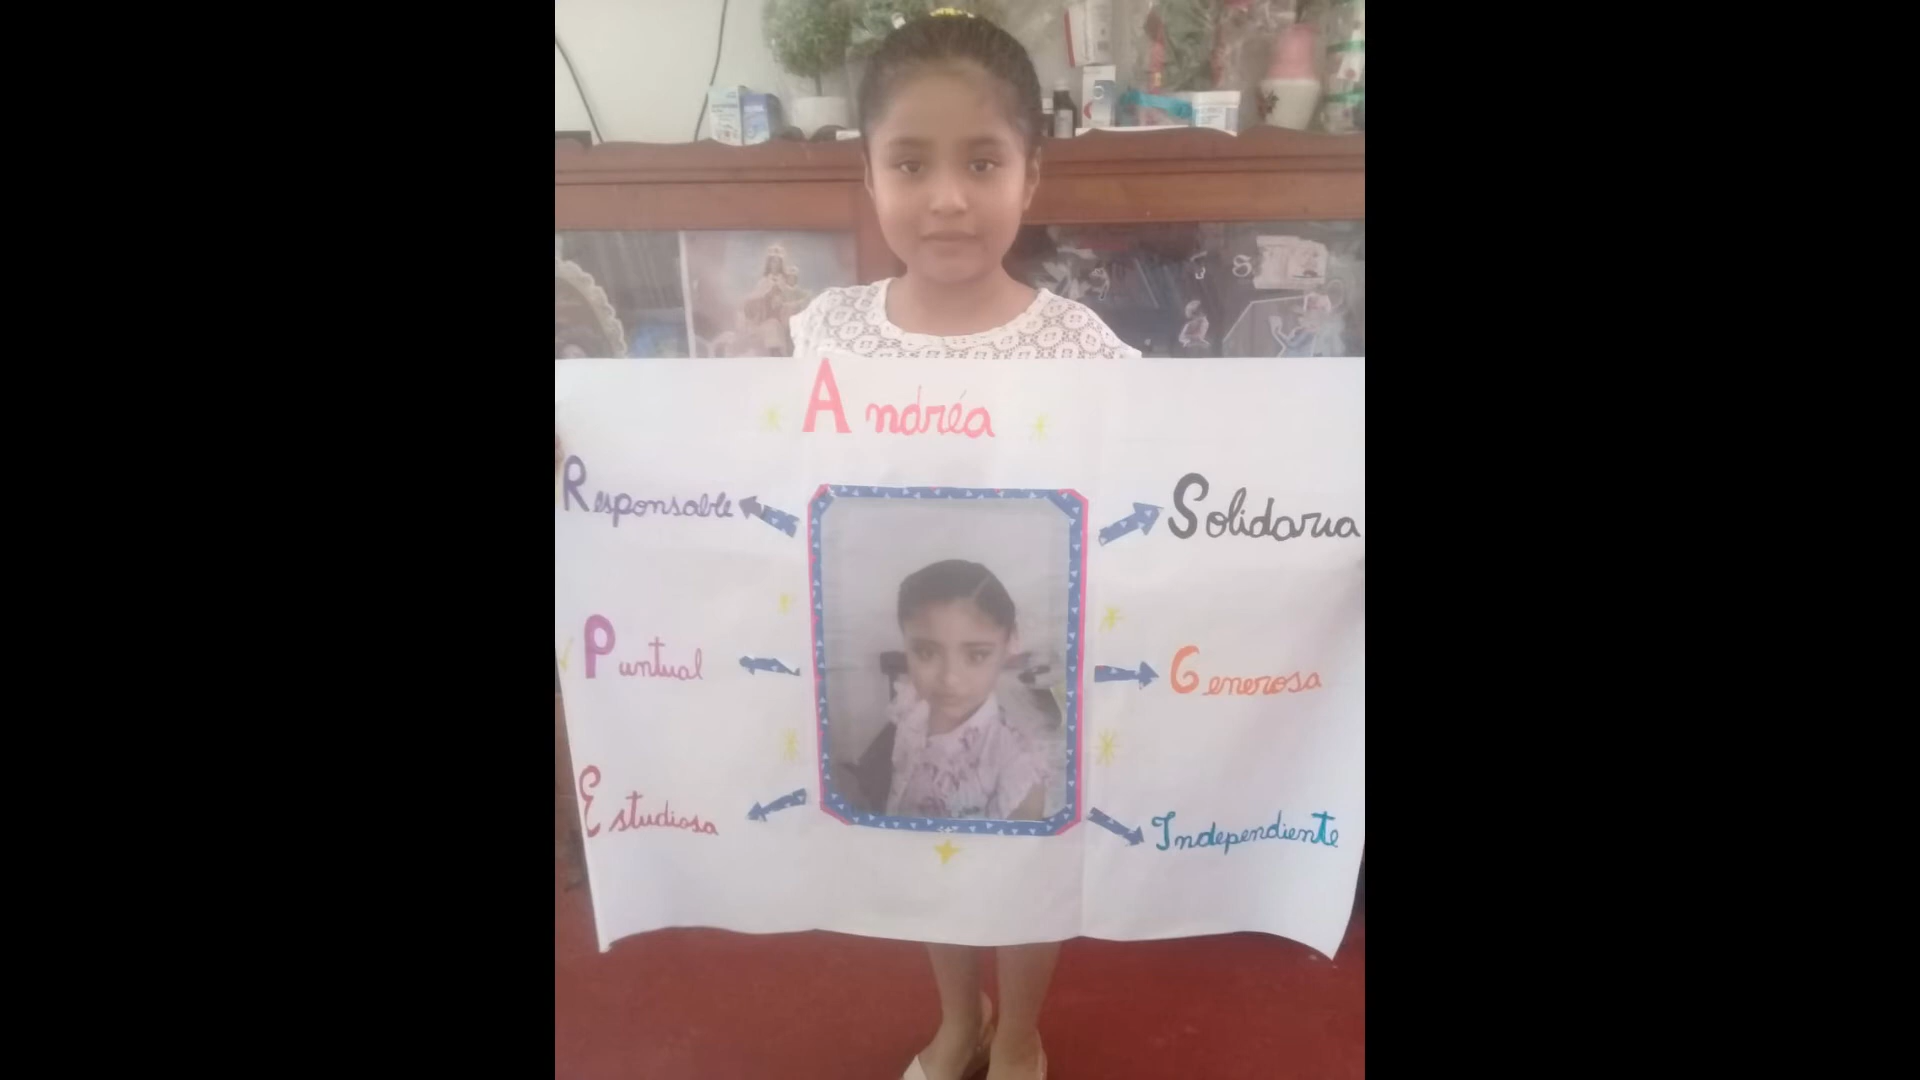 Andréa
Responsable
Solidaria
Puntual
Generosa
Estudiosa
Independiente